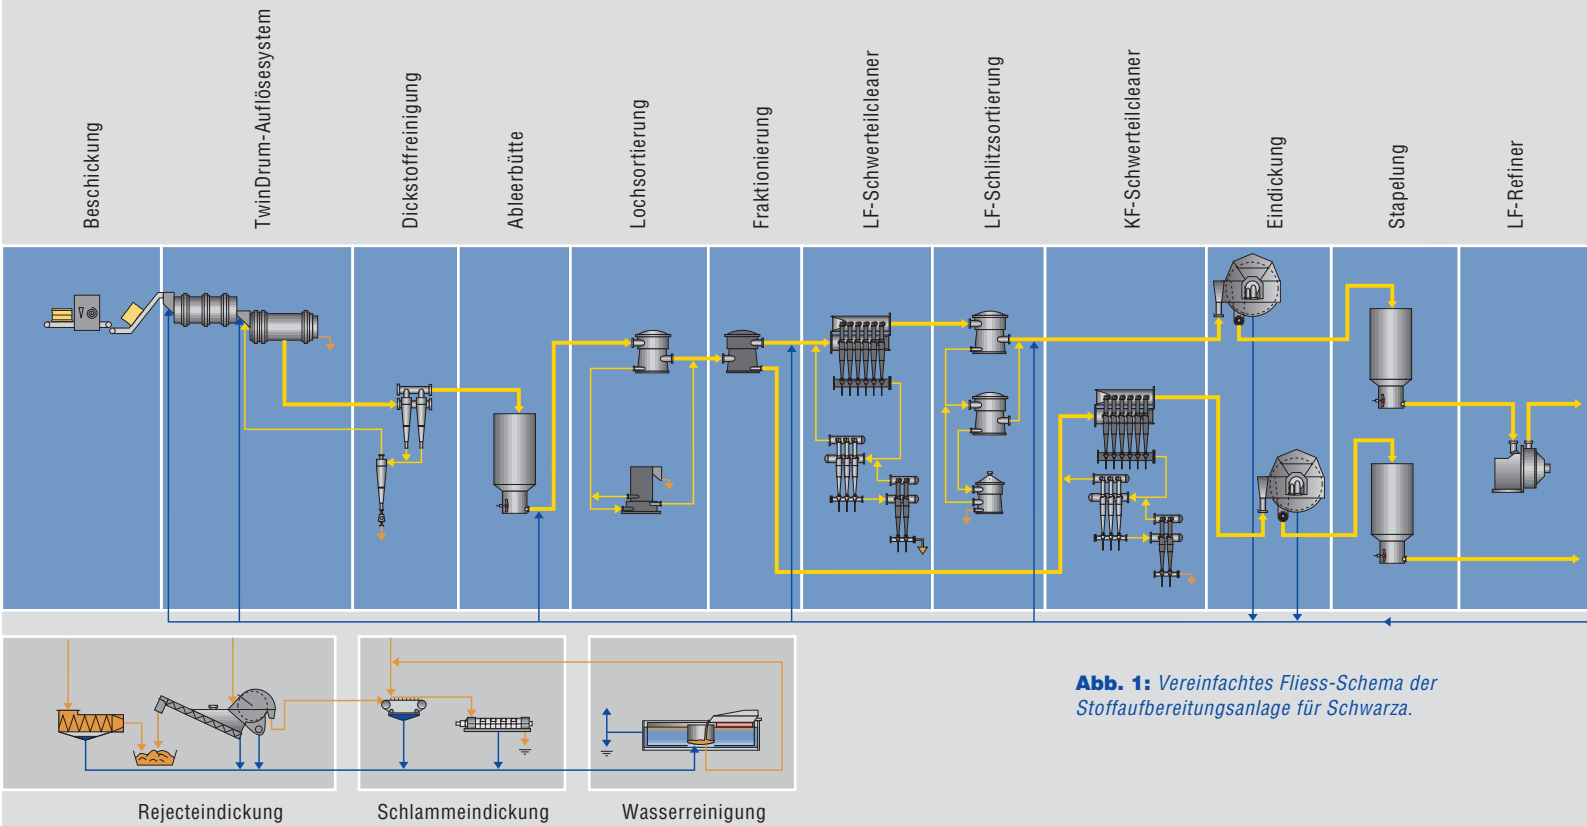 Beschickung
TwinDrum-Auflösesystem
Dickstoffreinigung
Ableerbütte
Lochsortierung
Fraktionierung
LF-Schwerteilcleaner
LF-Schlitzsortierung
KF-Schwerteilcleaner
Eindickung
Stapelung
LF-Refiner
Abb. 1: Vereinfachtes Fliess-Schema der
Stoffaufbereitungsanlage für Schwarza.
Rejecteindickung
Schlammeindickung
Wasserreinigung